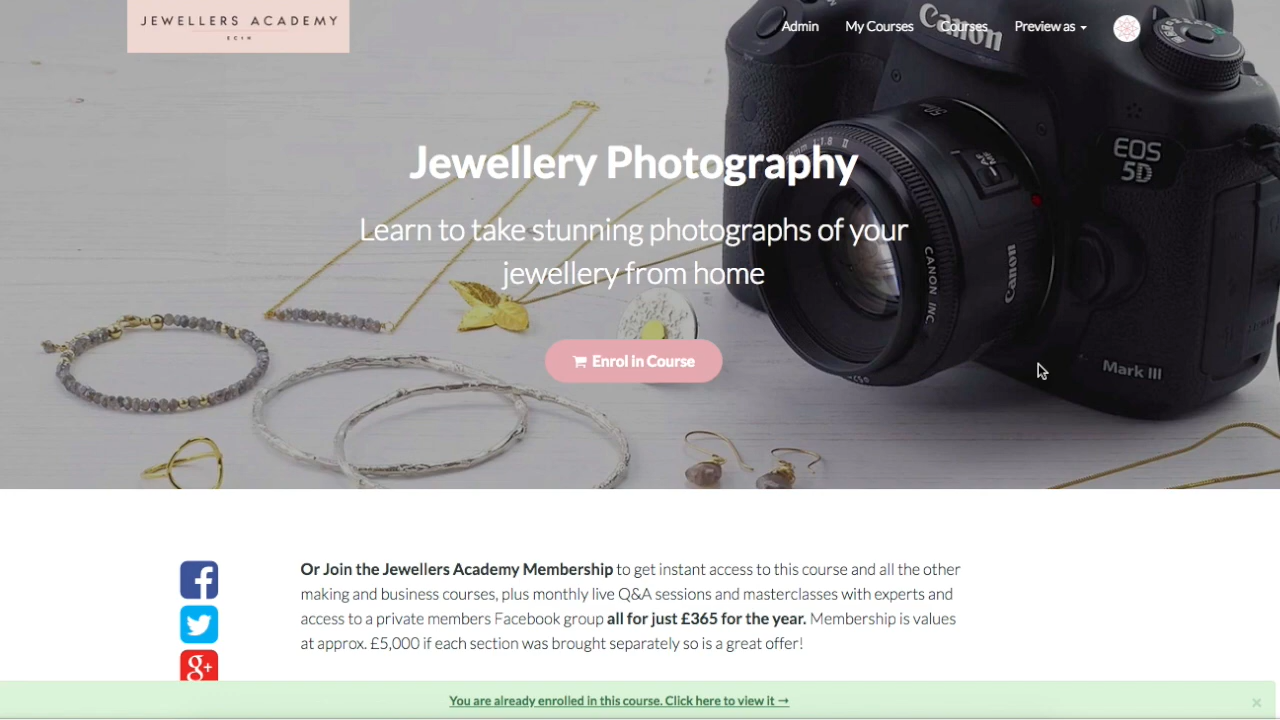 JEWELLERS ACADEMY
Admin
My Courses
Courses
Preview as
Canon
50mm 1:1.8 II
Jewellery Photography
EOS
5D
Learn to take stunning photographs of your
jewellery from home
CANON INC.
Canon
Enrol in Course
Mark III
Or Join the Jewellers Academy Membership to get instant access to this course and all the other
making and business courses, plus monthly live Q&A sessions and masterclasses with experts and
access to a private members Facebook group all for just £365 for the year. Membership is values
at approx. £5,000 if each section was brought separately so is a great offer!
g+
You are already enrolled in this course. Click here to view it →